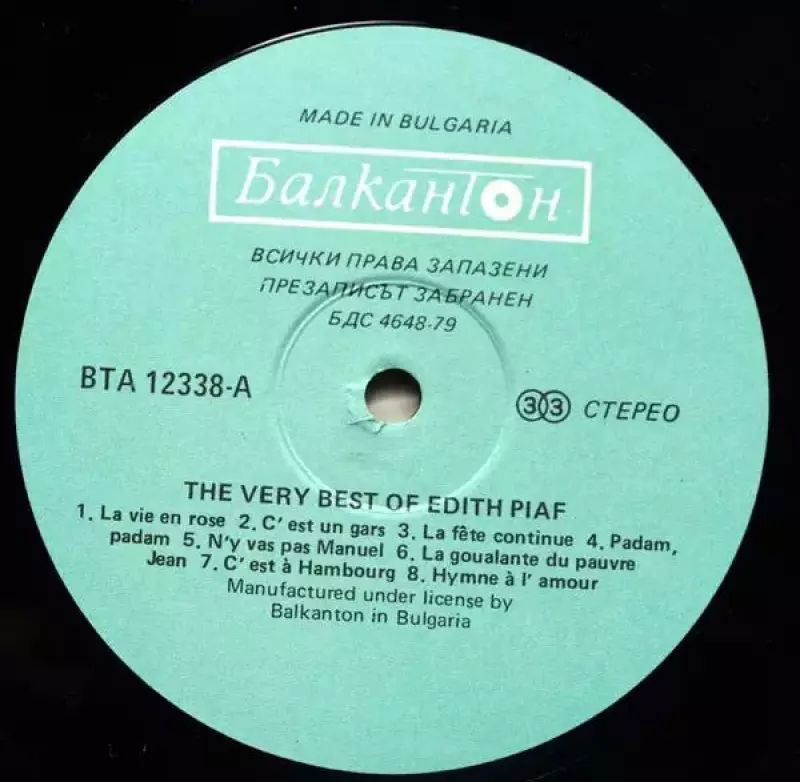 MADE IN BULGARIA
Балкантон
ВСИЧКИ ПРАВА ЗАПАЗЕНИ
ПРЕЗАПИСЪТ ЗАБРАНЕН
БДС 4648-79
ВТА 12338-А
33 СТЕРЕО
THE VERY BEST OF EDITH PIAF
1. La vie en rose 2. C' est un gars 3. La fête continue 4. Padam,
padam 5. N'y vas pas Manuel 6. La goualante du pauvre
Jean 7. C' est à Hambourg 8. Hymne à l' amour
Manufactured under license by
Balkanton in Bulgaria